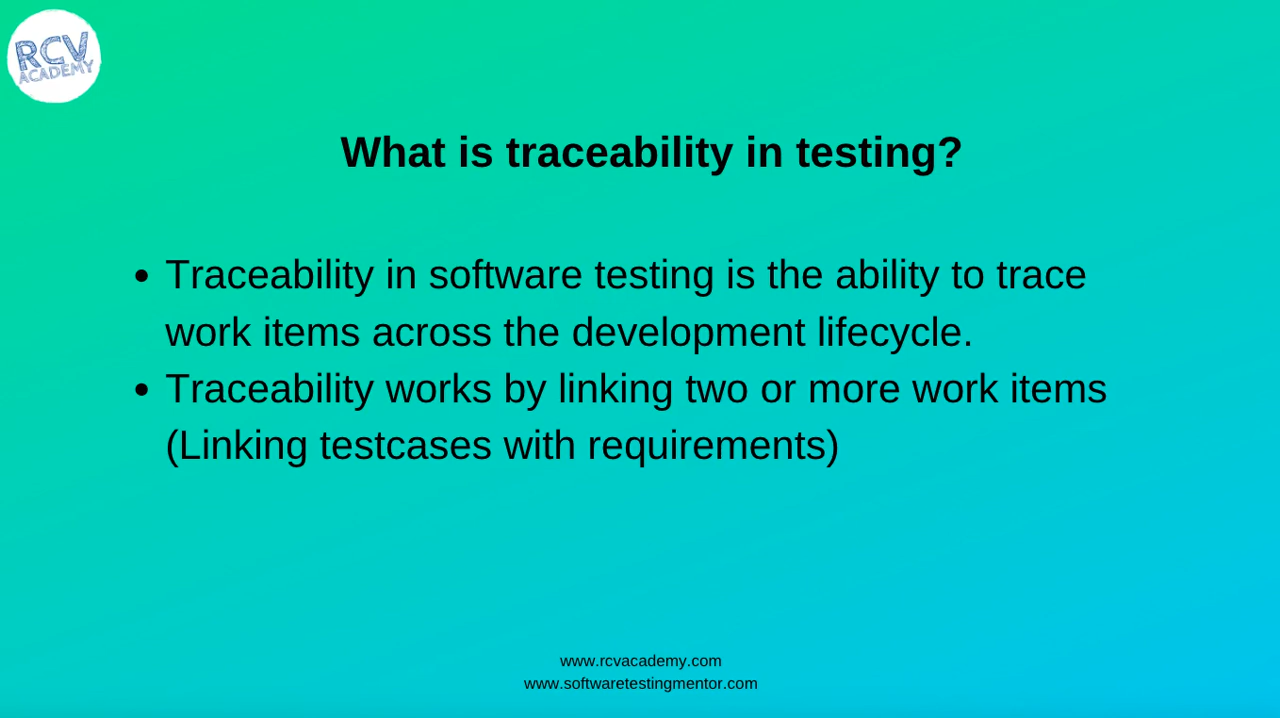 RCV
ACADEMY
What is traceability in testing?
• Traceability in software testing is the ability to trace
work items across the development lifecycle.
• Traceability works by linking two or more work items
(Linking testcases with requirements)
www.rcvacademy.com
www.softwaretestingmentor.com